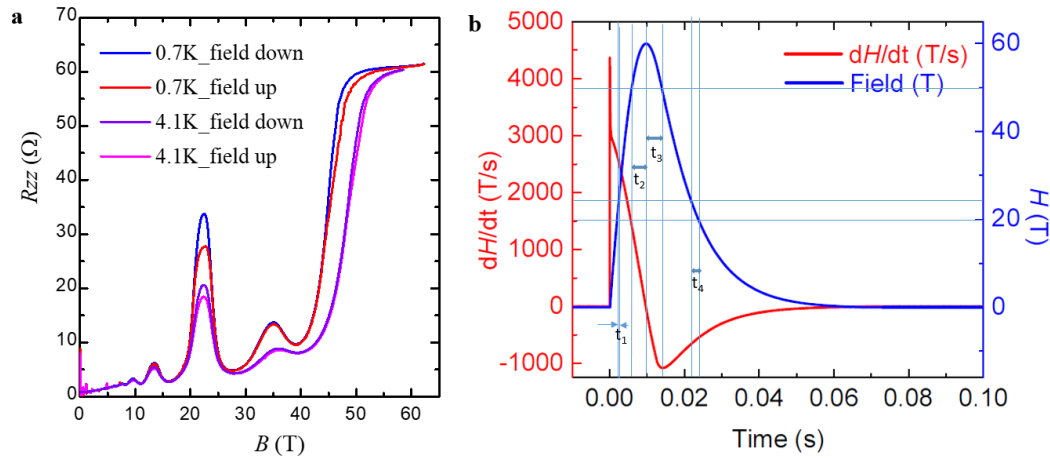 a
70
60
50
40
30
20
10
0
0 10 20 30 40 50 60
Rzz (Ω)
B (T)
0.7K_field down
0.7K_field up
4.1K_field down
4.1K_field up
b
5000
4000
3000
2000
1000
0
-1000
dH/dt (T/s)
dH/dt (T/s)
Field (T)
t3
t2
t4
t1
60
40
20
0
H (T)
0.00 0.02 0.04 0.06 0.08 0.10
Time (s)